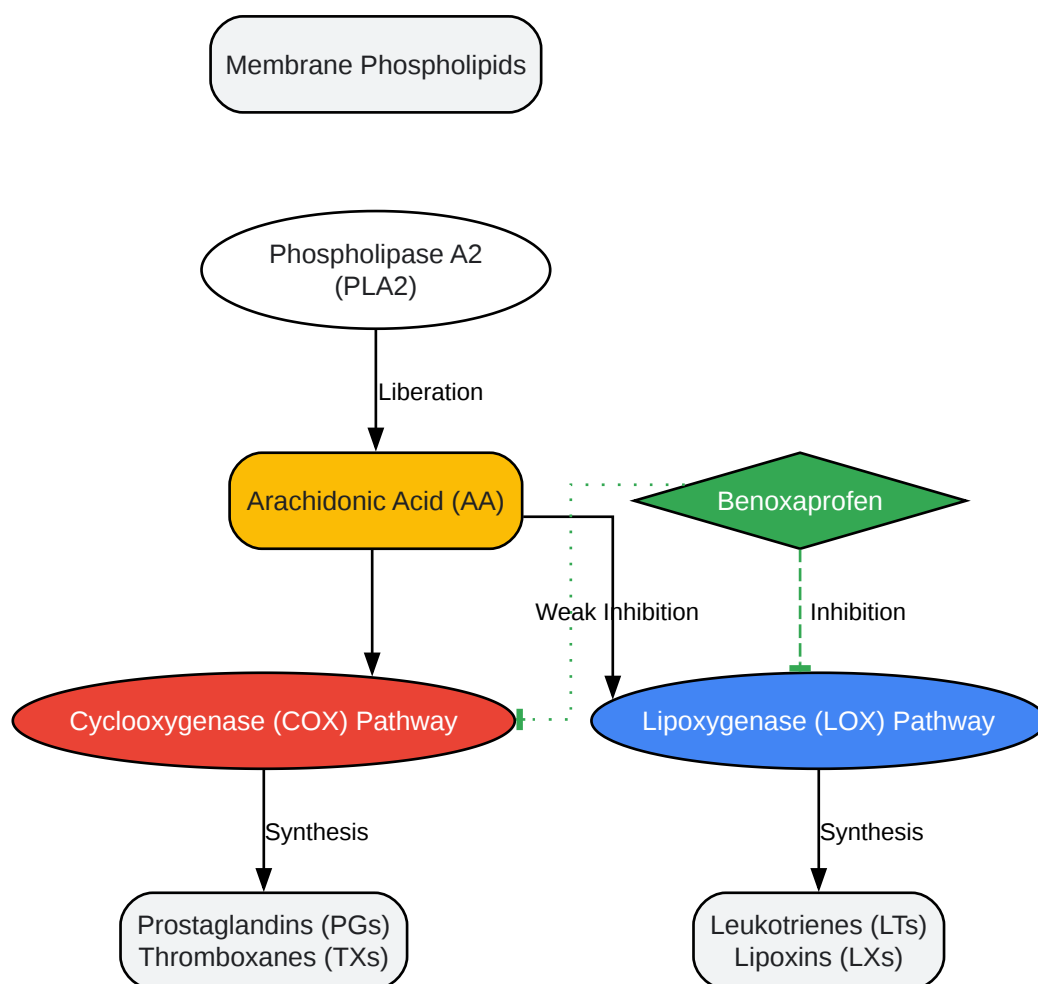 Membrane Phospholipids
Phospholipase A2
(PLA2)
Liberation
Arachidonic Acid (AA)
Benoxaprofen
Weak Inhibition
Inhibition
Cyclooxygenase (COX) Pathway
Lipoxygenase (LOX) Pathway
Synthesis
Synthesis
Prostaglandins (PGs)
Thromboxanes (TXs)
Leukotrienes (LTs)
Lipoxins (LXs)